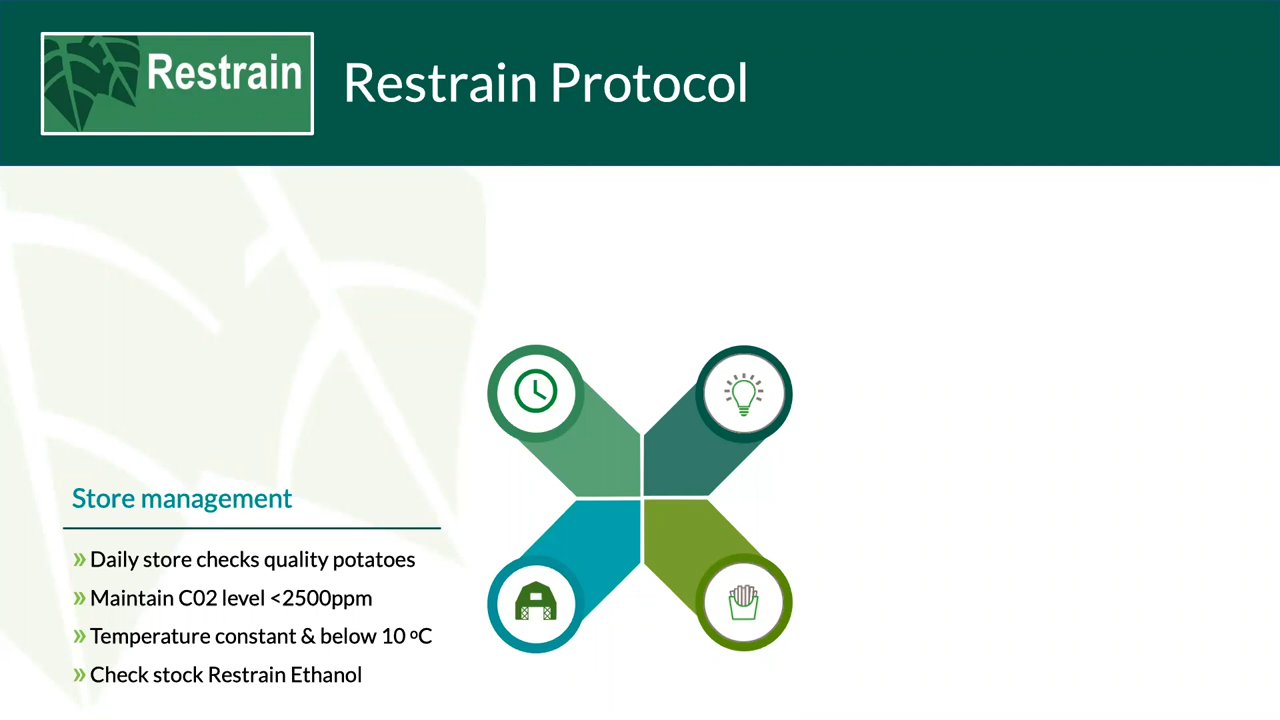 Restrain
Restrain Protocol
Store management
» Daily store checks quality potatoes
» Maintain C02 level <2500ppm
» Temperature constant & below 10 ºC
» Check stock Restrain Ethanol